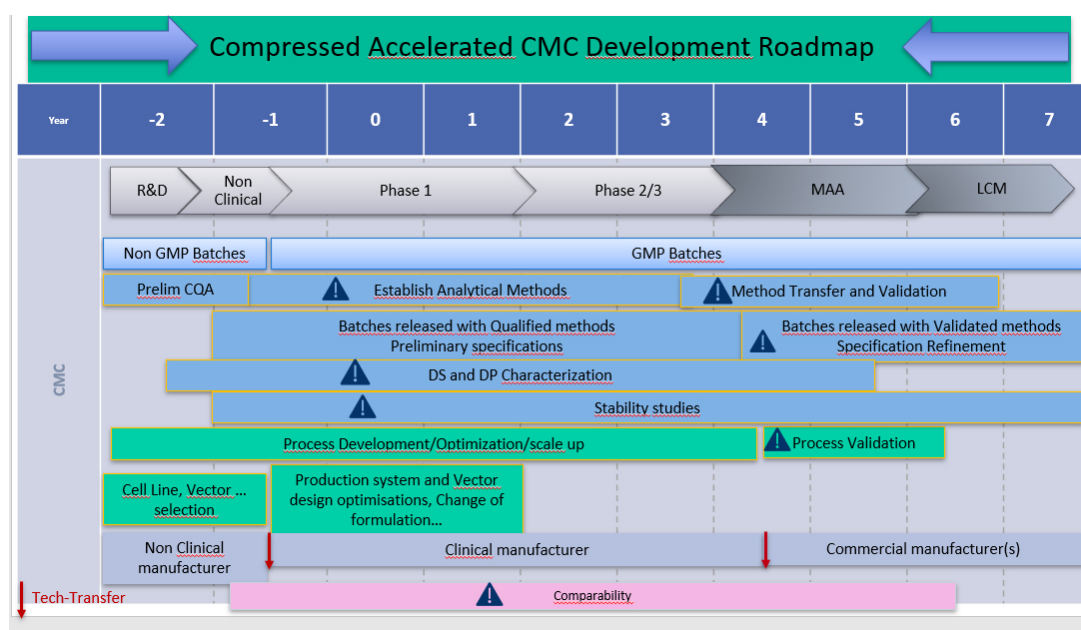 Compressed Accelerated CMC Development Roadmap
Year -2 -1 0 1 2 3 4 5 6 7
R&D
Non
Clinical
Phase 1
Phase 2/3
MAA
LCM
CMC
Non GMP Batches
GMP Batches
Prelim CQA
Establish Analytical Methods
Method Transfer and Validation
Batches released with Qualified methods
Preliminary specifications
Batches released with Validated methods
Specification Refinement
DS and DP Characterization
Stability studies
Process Development/Optimization/scale up
Process Validation
Cell Line, Vector ...
selection
Production system and Vector
design optimisations, Change of
formulation...
Non Clinical
manufacturer
Clinical manufacturer
Commercial manufacturer(s)
Tech-Transfer
Comparability